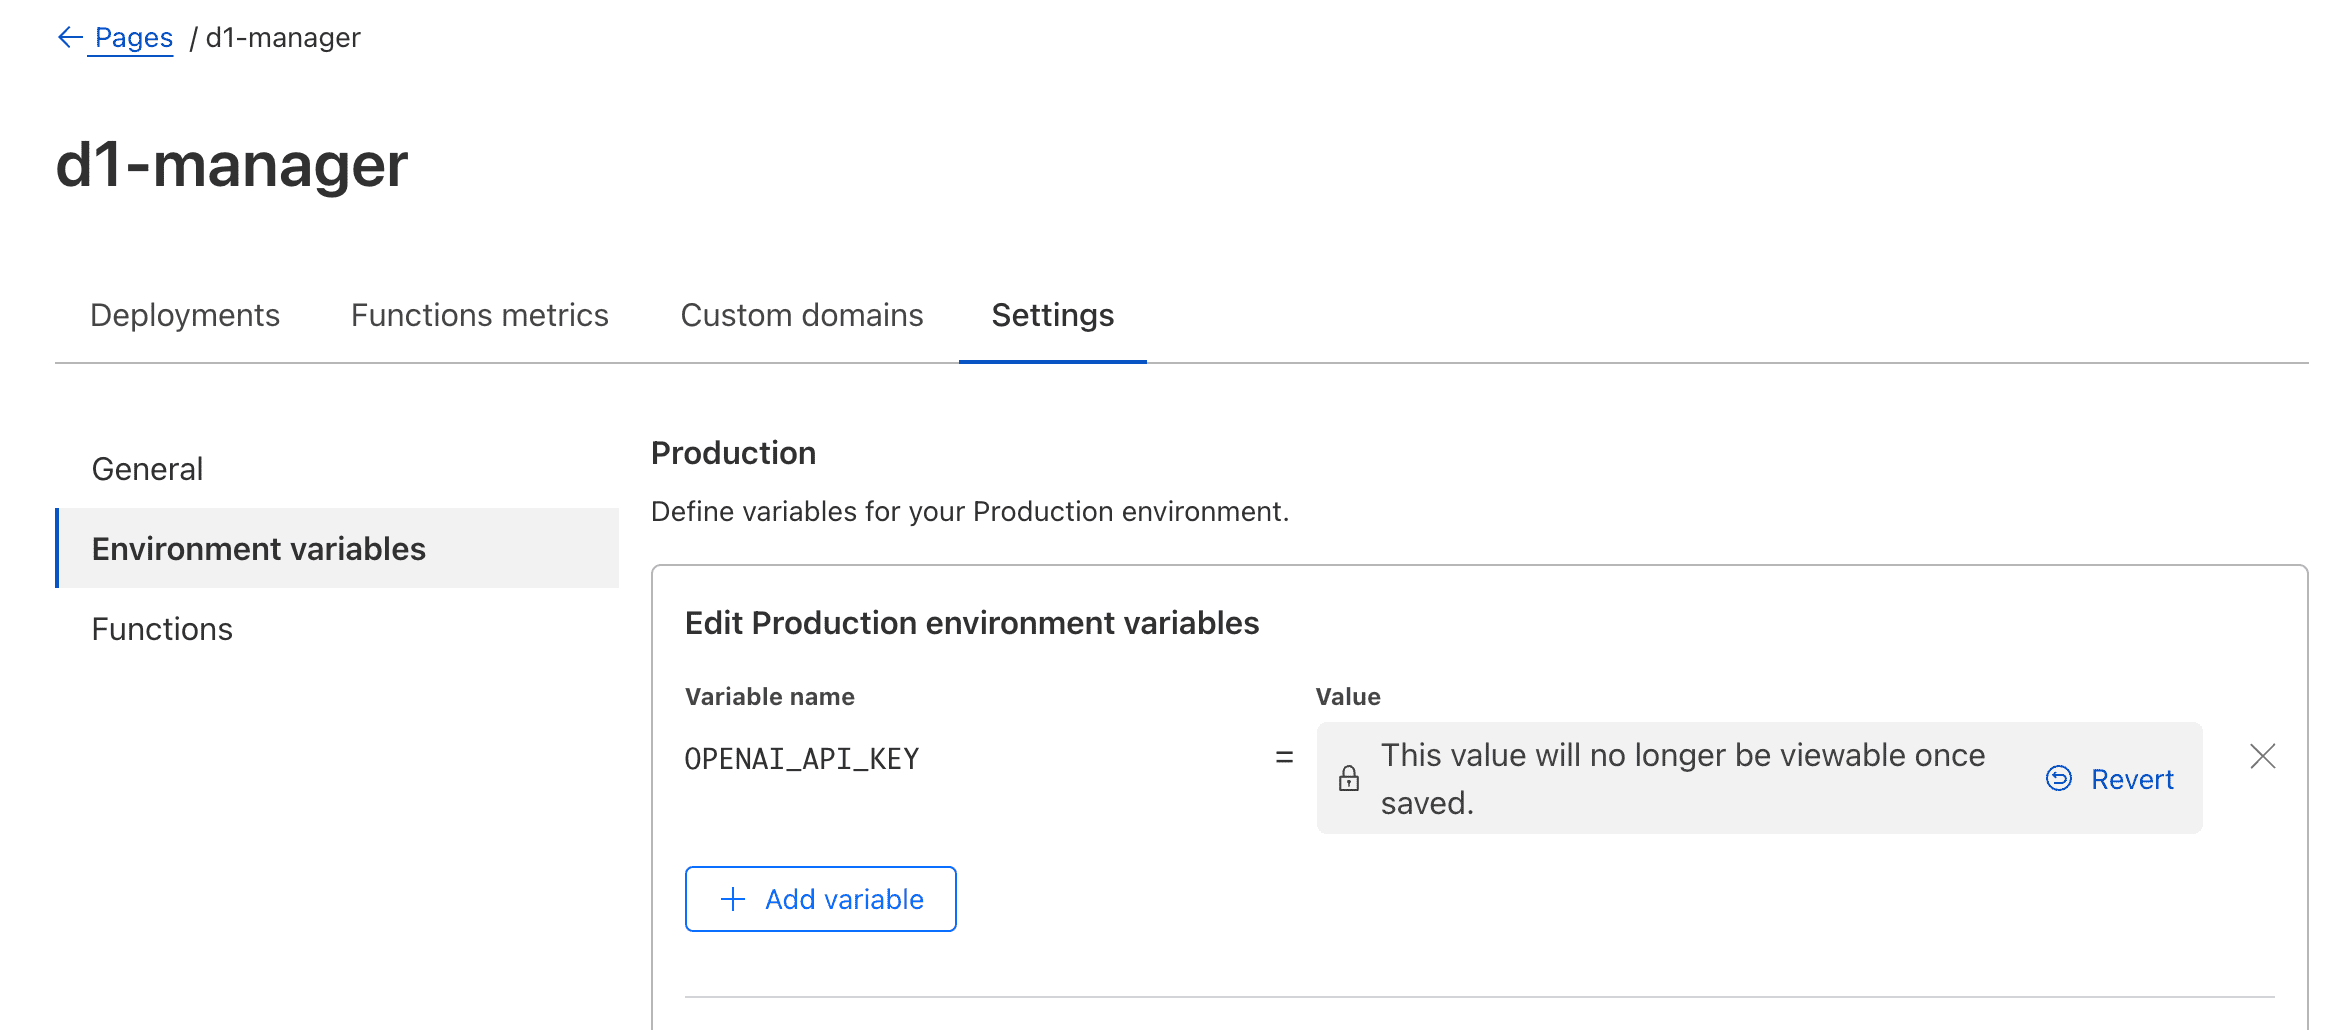 Pages / d1-manager
d1-manager
Deployments Functions metrics Custom domains Settings
General
Environment variables
Functions
Production
Define variables for your Production environment.
Edit Production environment variables
Variable name Value
OPENAI_API_KEY = This value will no longer be viewable once
saved.
Revert
Add variable